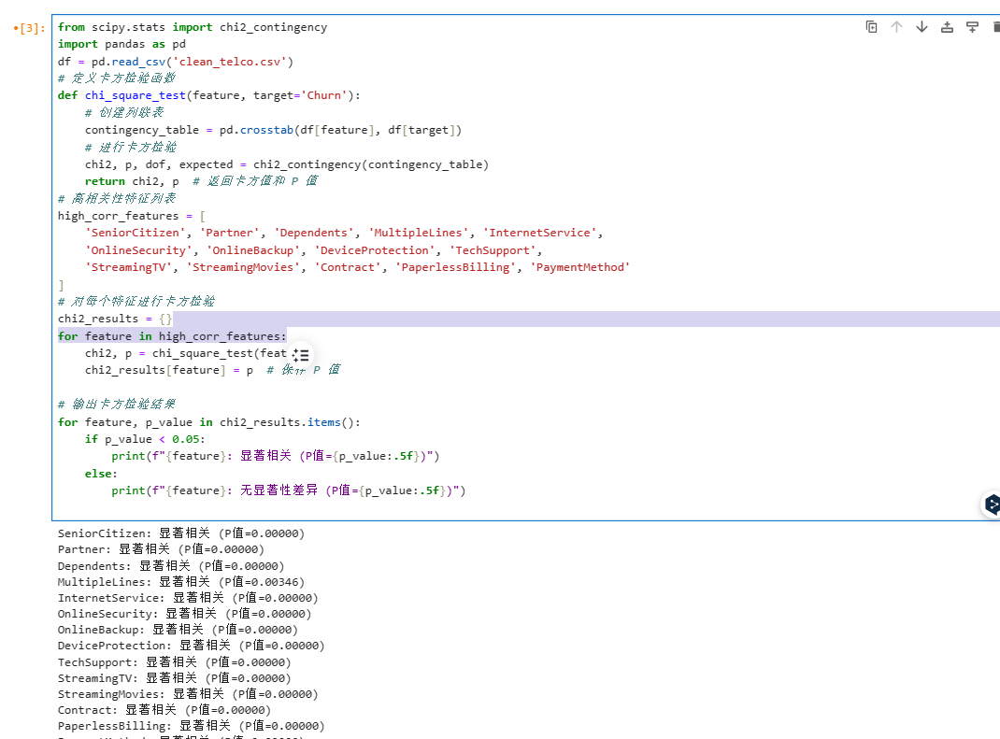 [3]:
from scipy.stats import chi2_contingency
import pandas as pd
df = pd.read_csv('clean_telco.csv')
# 定义卡方检验函数
def chi_square_test(feature, target='Churn'):
    # 创建列联表
    contingency_table = pd.crosstab(df[feature], df[target])
    # 进行卡方检验
    chi2, p, dof, expected = chi2_contingency(contingency_table)
    return chi2, p  # 返回卡方值和 P 值
# 高相关性特征列表
high_corr_features = [
    'SeniorCitizen', 'Partner', 'Dependents', 'MultipleLines', 'InternetService',
    'OnlineSecurity', 'OnlineBackup', 'DeviceProtection', 'TechSupport',
    'StreamingTV', 'StreamingMovies', 'Contract', 'PaperlessBilling', 'PaymentMethod'
]
# 对每个特征进行卡方检验
chi2_results = {}
for feature in high_corr_features:
    chi2, p = chi_square_test(feat
    chi2_results[feature] = p  # P 值

# 输出卡方检验结果
for feature, p_value in chi2_results.items():
    if p_value < 0.05:
        print(f"{feature}: 显著相关 (P值={p_value:.5f})")
    else:
        print(f"{feature}: 无显著性差异 (P值={p_value:.5f})")
SeniorCitizen: 显著相关 (P值=0.00000)
Partner: 显著相关 (P值=0.00000)
Dependents: 显著相关 (P值=0.00000)
MultipleLines: 显著相关 (P值=0.00346)
InternetService: 显著相关 (P值=0.00000)
OnlineSecurity: 显著相关 (P值=0.00000)
OnlineBackup: 显著相关 (P值=0.00000)
DeviceProtection: 显著相关 (P值=0.00000)
TechSupport: 显著相关 (P值=0.00000)
StreamingTV: 显著相关 (P值=0.00000)
StreamingMovies: 显著相关 (P值=0.00000)
Contract: 显著相关 (P值=0.00000)
PaperlessBilling: 显著相关 (P值=0.00000)